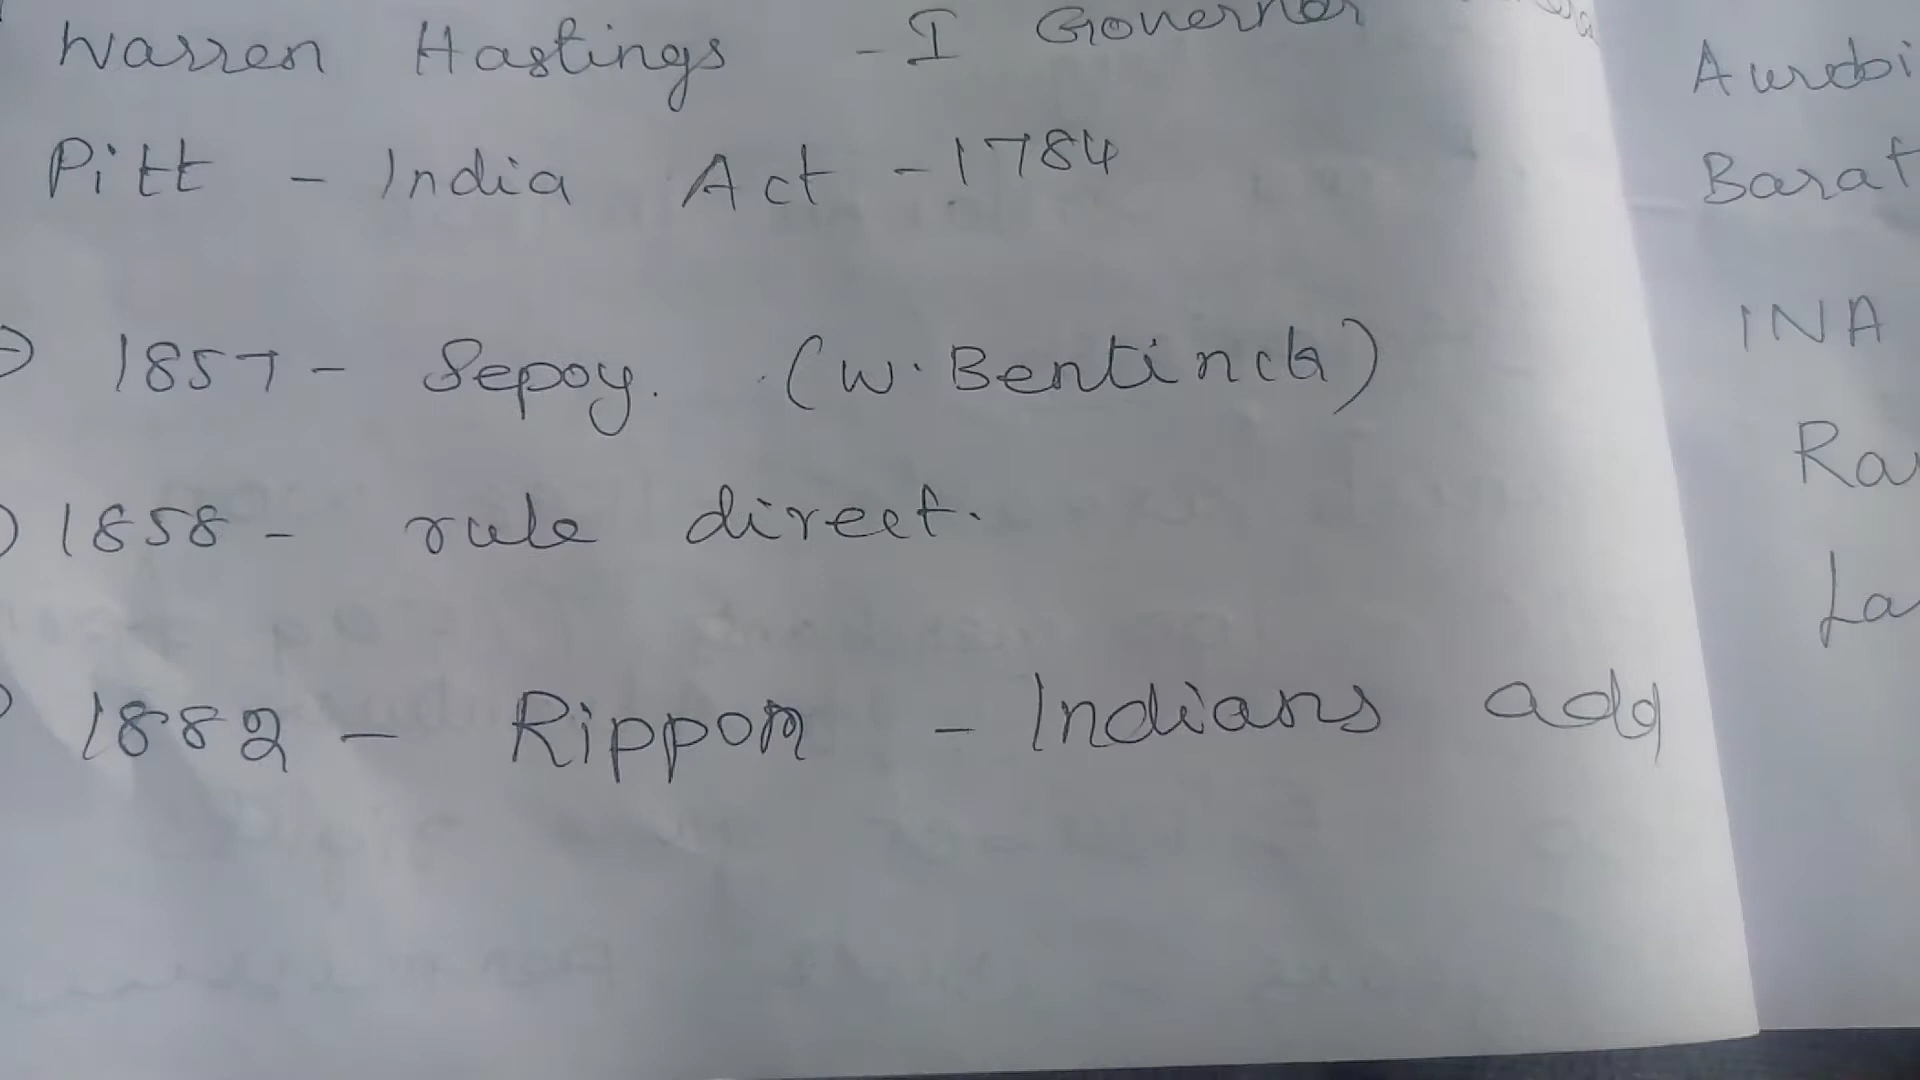 Warren Hastings - I Governor
Pitt - India Act - 1784
1857 - Sepoy. (W. Bentinck)
1858 - rule direct.
1882 - Rippon - Indians add
Aurobi
Barat
INA
Ra
La